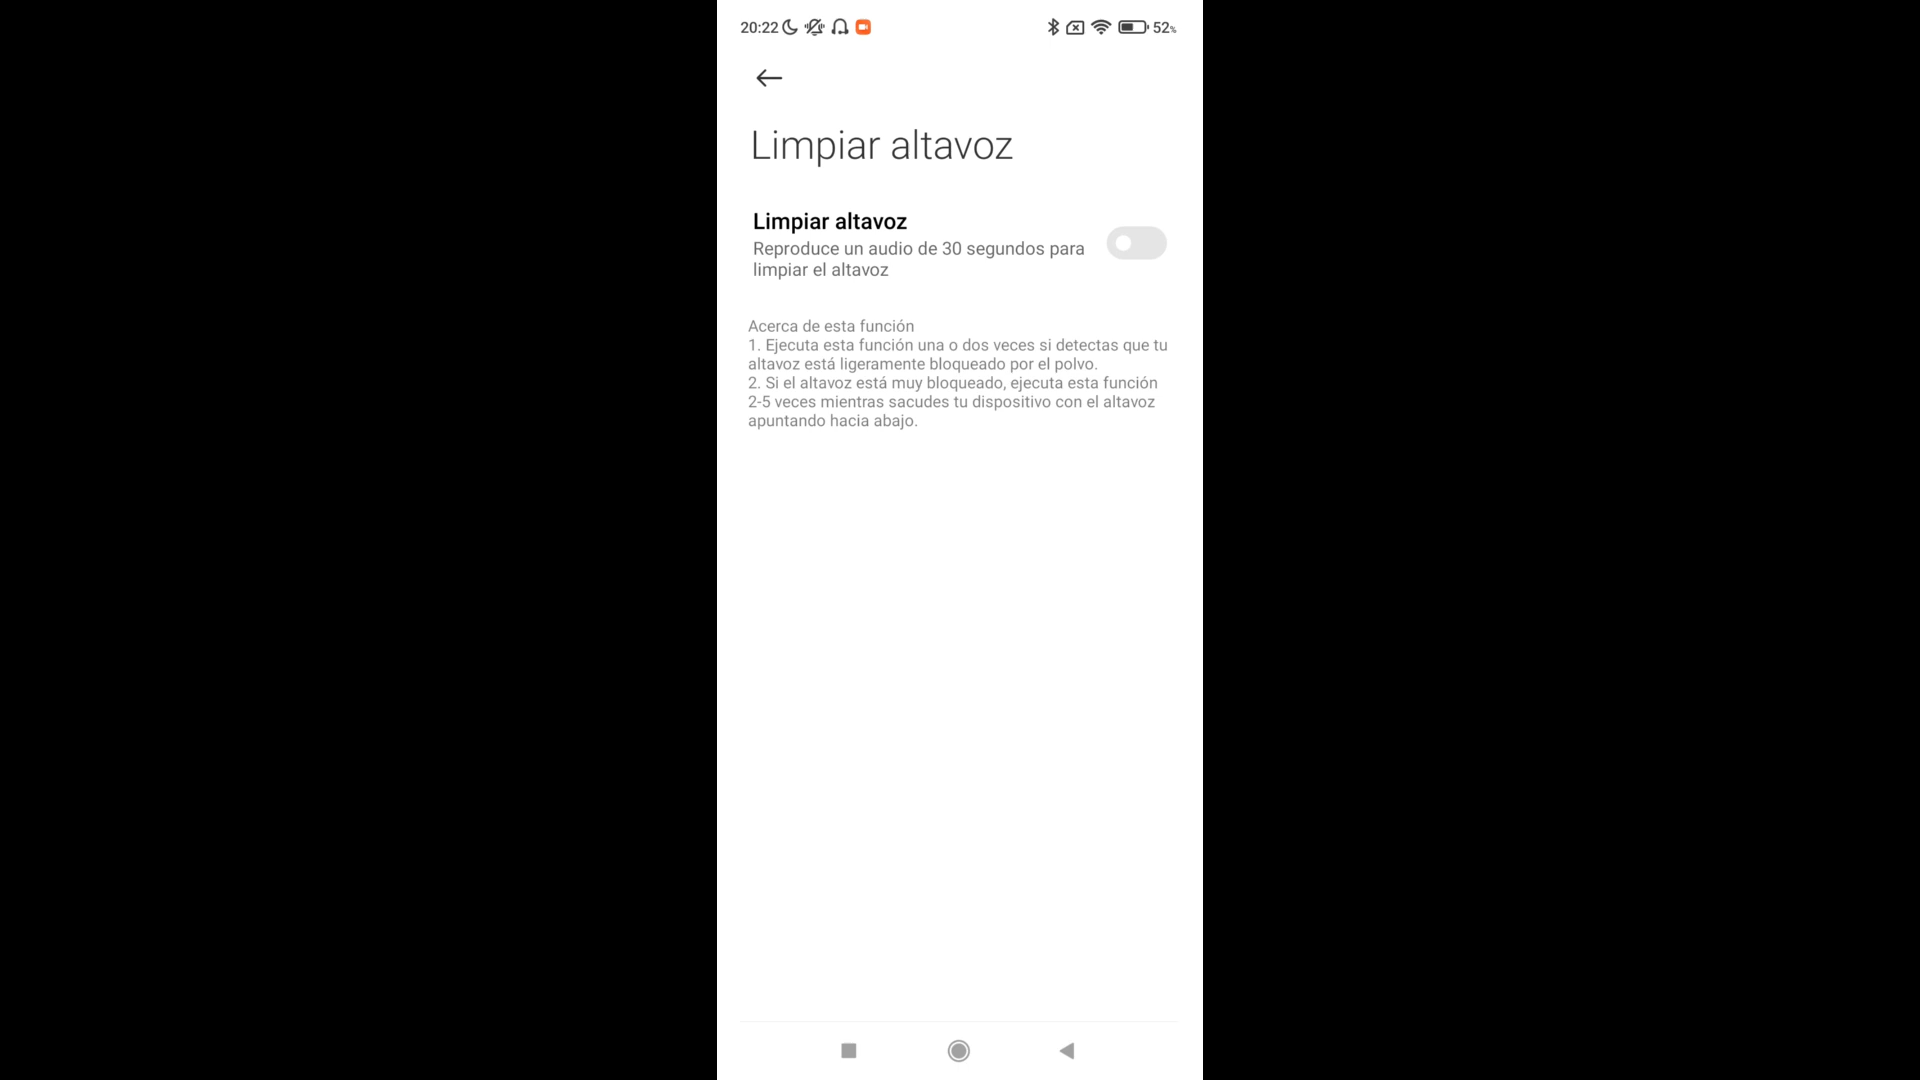 20:22
52%
Limpiar altavoz
Limpiar altavoz
Reproduce un audio de 30 segundos para
limpiar el altavoz
Acerca de esta función
1. Ejecuta esta función una o dos veces si detectas que tu
altavoz está ligeramente bloqueado por el polvo.
2. Si el altavoz está muy bloqueado, ejecuta esta función
2-5 veces mientras sacudes tu dispositivo con el altavoz
apuntando hacia abajo.